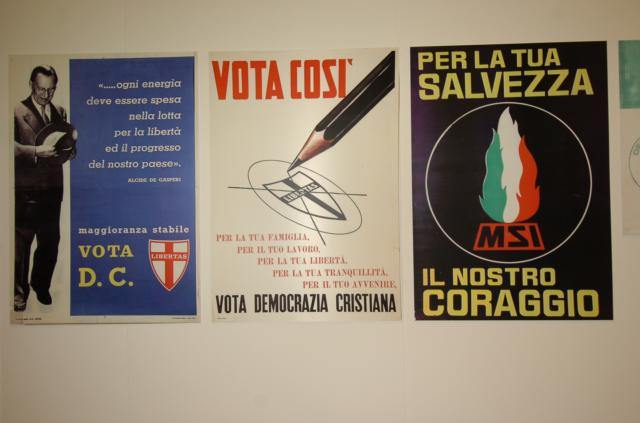 «.....ogni energia
deve essere spesa
nella lotta
per la libertà
ed il progresso
del nostro paese».
ALCIDE DE GASPERI
maggioranza stabile
VOTA
D. C.
LIBERTAS
VOTA COSI'
LIBERTAS
PER LA TUA FAMIGLIA,
PER IL TUO LAVORO,
PER LA TUA LIBERTÀ,
PER LA TUA TRANQUILLITÀ,
PER IL TUO AVVENIRE,
VOTA DEMOCRAZIA CRISTIANA
PER LA TUA
SALVEZZA
MSI
IL NOSTRO
CORAGGIO